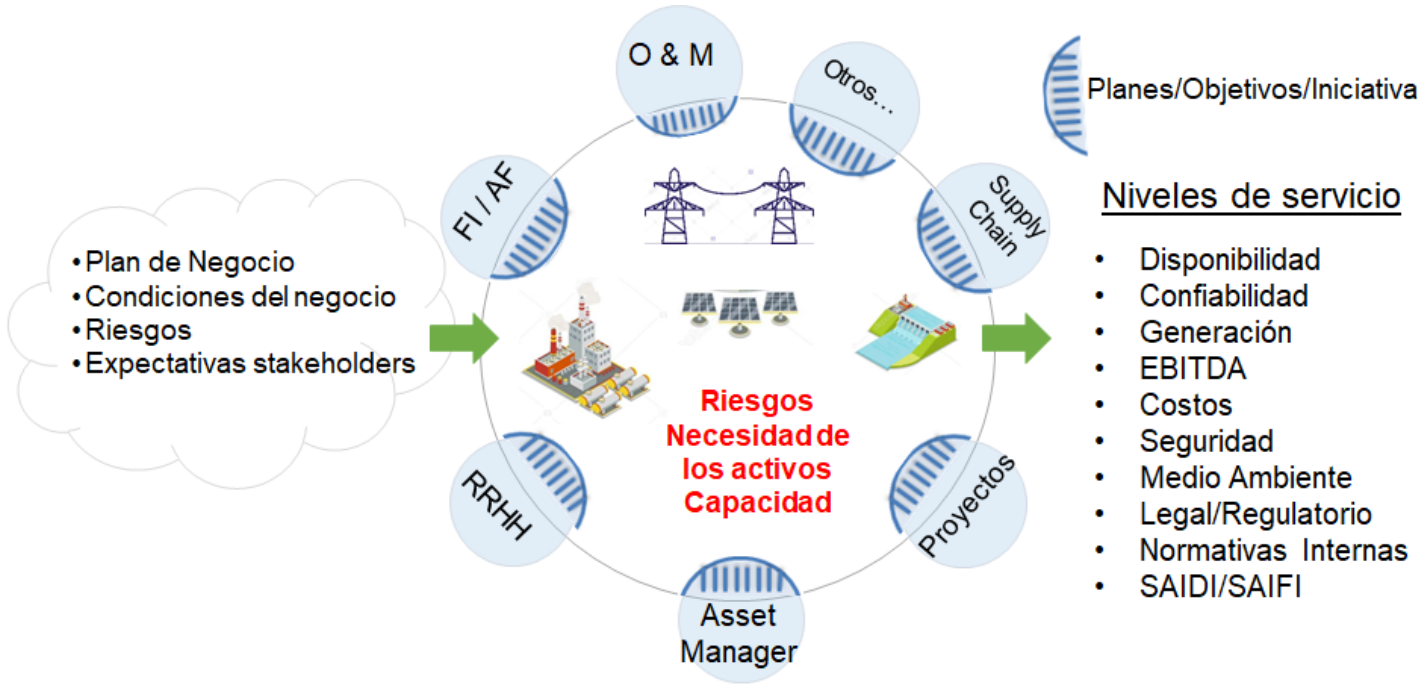 •Plan de Negocio
•Condiciones del negocio
•Riesgos
•Expectativas stakeholders
FI / AF
O & M
Otros...
Supply
Chain
Riesgos
Necesidad de
los activos
Capacidad
RRHH
Asset
Manager
Proyectos
Planes/Objetivos/Iniciativa
Niveles de servicio
• Disponibilidad
• Confiabilidad
• Generación
• EBITDA
• Costos
• Seguridad
• Medio Ambiente
• Legal/Regulatorio
• Normativas Internas
• SAIDI/SAIFI